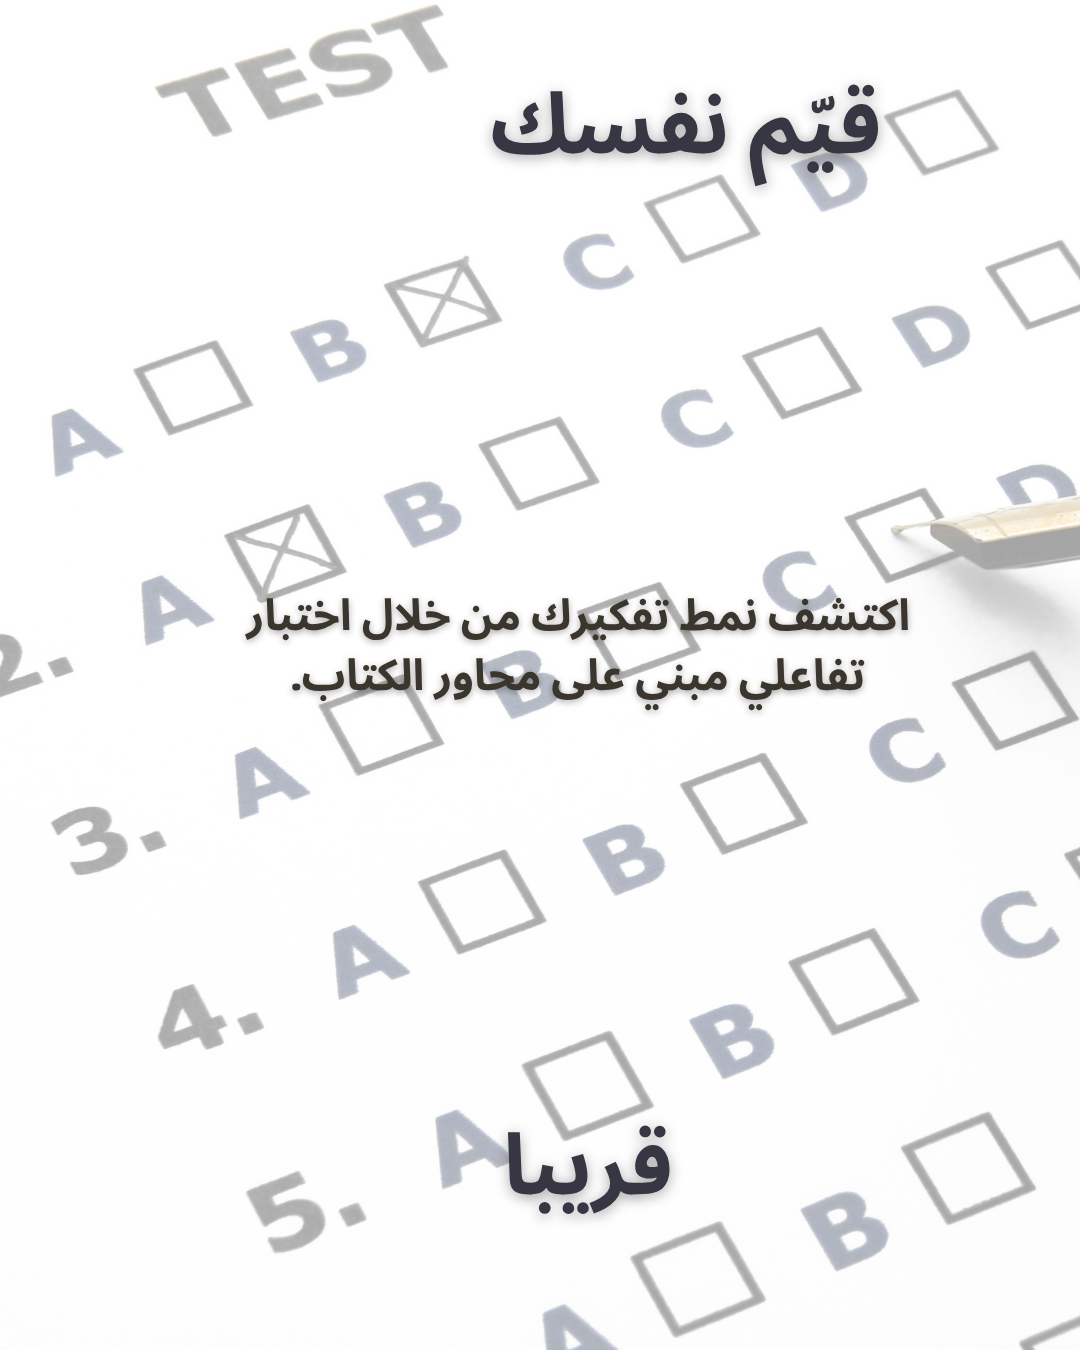 TEST
قيّم نفسك
A B C D
2. A B C D
اكتشف نمط تفكيرك من خلال اختبار
تفاعلي مبني على محاور الكتاب.
3. A B C D
4. A B C
5. A B C
قريبا
A B